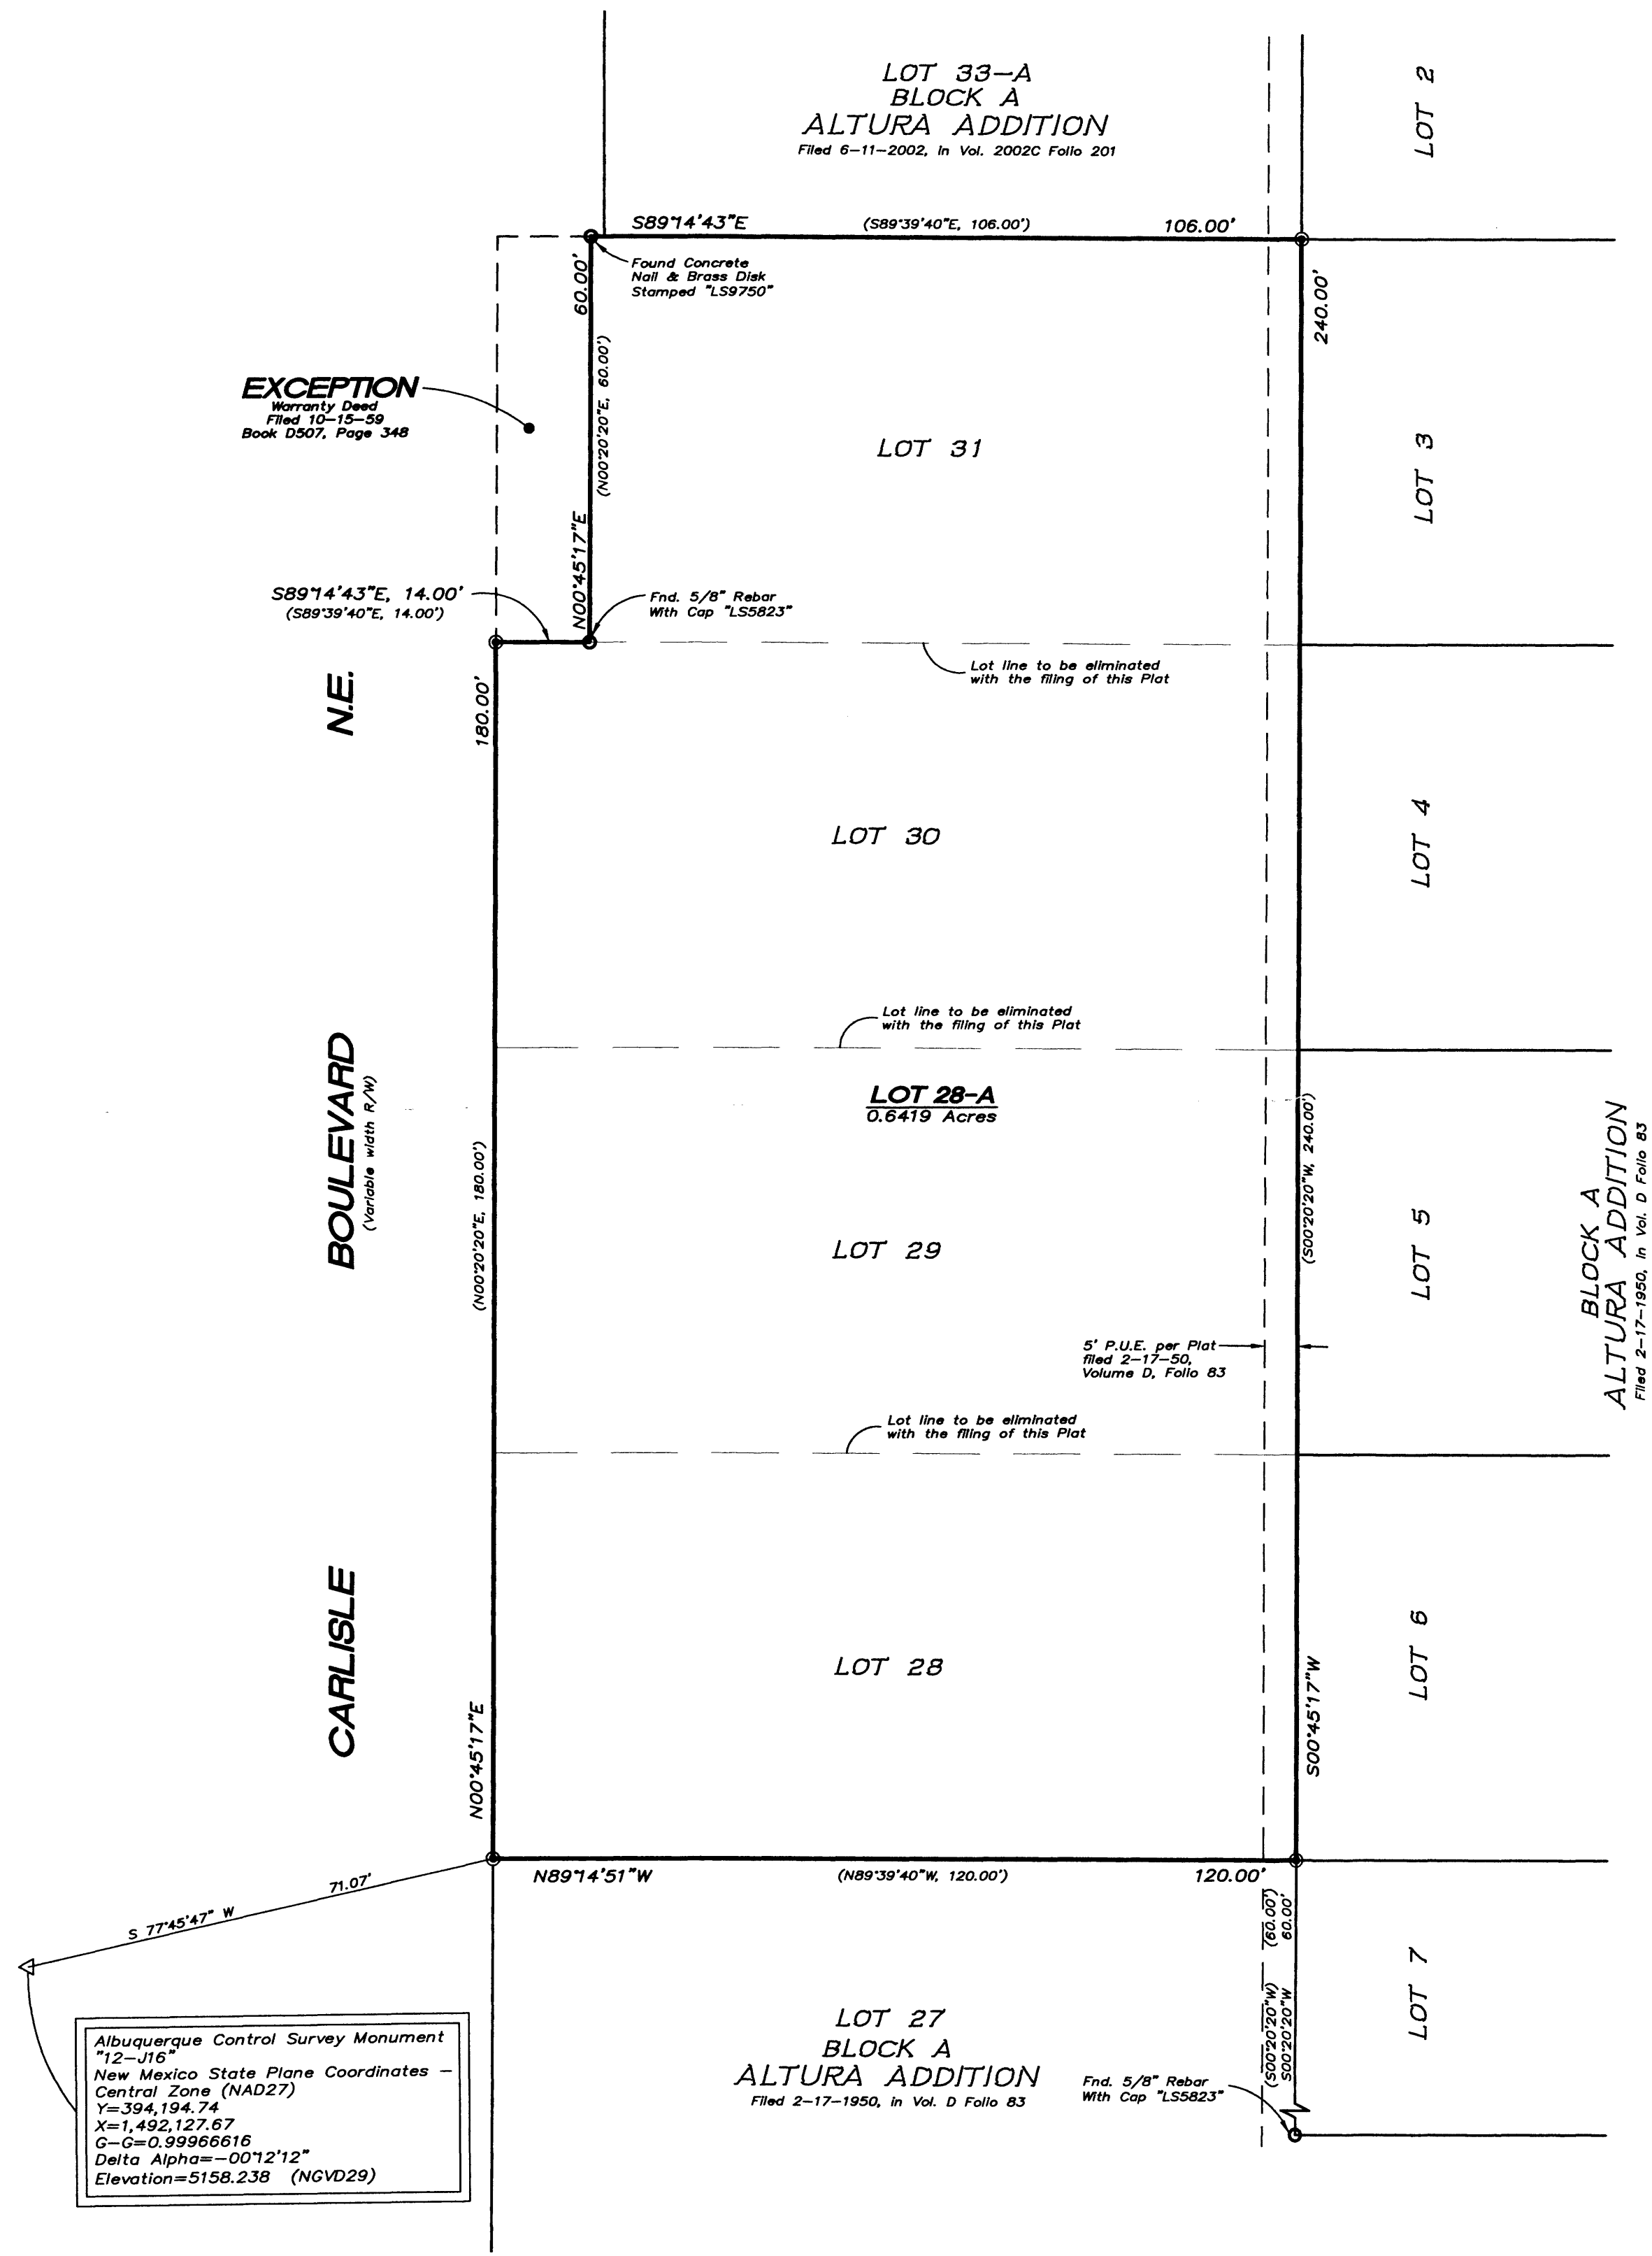 LOT 33-A
BLOCK A
ALTURA ADDITION
Filed 6-11-2002, in Vol. 2002C Folio 201
LOT 2
S89°14'43"E
(S89°39'40"E, 106.00')
106.00'
Found Concrete
Nail & Brass Disk
Stamped "LS9750"
60.00'
(N00°20'20"E, 60.00')
N00°45'17"E
240.00'
EXCEPTION
Warranty Deed
Filed 10-15-59
Book D507, Page 348
LOT 31
LOT 3
S89°14'43"E, 14.00'
(S89°39'40"E, 14.00')
Fnd. 5/8" Rebar
With Cap "LS5823"
Lot line to be eliminated
with the filing of this Plat
180.00'
N.E.
LOT 30
LOT 4
Lot line to be eliminated
with the filing of this Plat
LOT 28-A
0.6419 Acres
BOULEVARD
(Variable width R/W)
(N00°20'20"E, 180.00')
(S00°20'20"W, 240.00')
LOT 29
LOT 5
BLOCK A
ALTURA ADDITION
Filed 2-17-1950, in Vol. D Folio 83
5' P.U.E. per Plat
filed 2-17-50,
Volume D, Folio 83
Lot line to be eliminated
with the filing of this Plat
CARLISLE
LOT 28
LOT 6
N00°45'17"E
S00°45'17"W
N89°14'51"W
(N89°39'40"W, 120.00')
120.00'
71.07'
S 77°45'47" W
(60.00')
60.00'
(S00°20'20"W)
S00°20'20"W
LOT 7
LOT 27
BLOCK A
ALTURA ADDITION
Filed 2-17-1950, in Vol. D Folio 83
Fnd. 5/8" Rebar
With Cap "LS5823"
Albuquerque Control Survey Monument
"12-J16"
New Mexico State Plane Coordinates -
Central Zone (NAD27)
Y=394,194.74
X=1,492,127.67
G-G=0.99966616
Delta Alpha=-00°12'12"
Elevation=5158.238 (NGVD29)